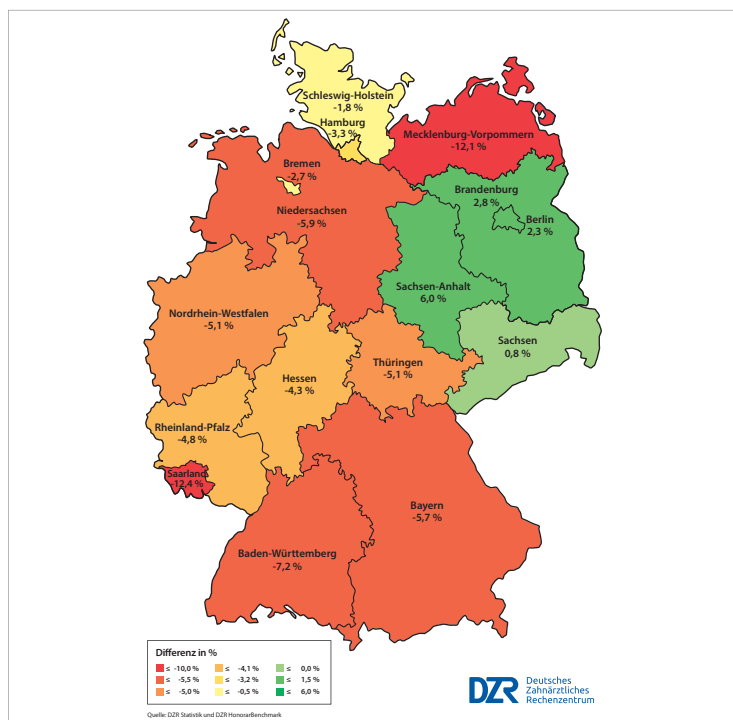 Schleswig-Holstein
-1,8 %
Hamburg
-3,3 %
Mecklenburg-Vorpommern
-12,1 %
Bremen
-2,7 %
Niedersachsen
-5,9 %
Brandenburg
2,8 %
Berlin
2,3 %
Sachsen-Anhalt
6,0 %
Nordrhein-Westfalen
-5,1 %
Sachsen
0,8 %
Thüringen
-5,1 %
Hessen
-4,3 %
Rheinland-Pfalz
-4,8 %
Saarland
-12,4 %
Bayern
-5,7 %
Baden-Württemberg
-7,2 %
Differenz in %
≤ -10,0 % ≤ -4,1 % ≤ 0,0 %
≤ -5,5 % ≤ -3,2 % ≤ 1,5 %
≤ -5,0 % ≤ -0,5 % ≤ 6,0 %
DZR Deutsches
Zahnärztliches
Rechenzentrum
Quelle: DZR Statistik und DZR HonorarBenchmark